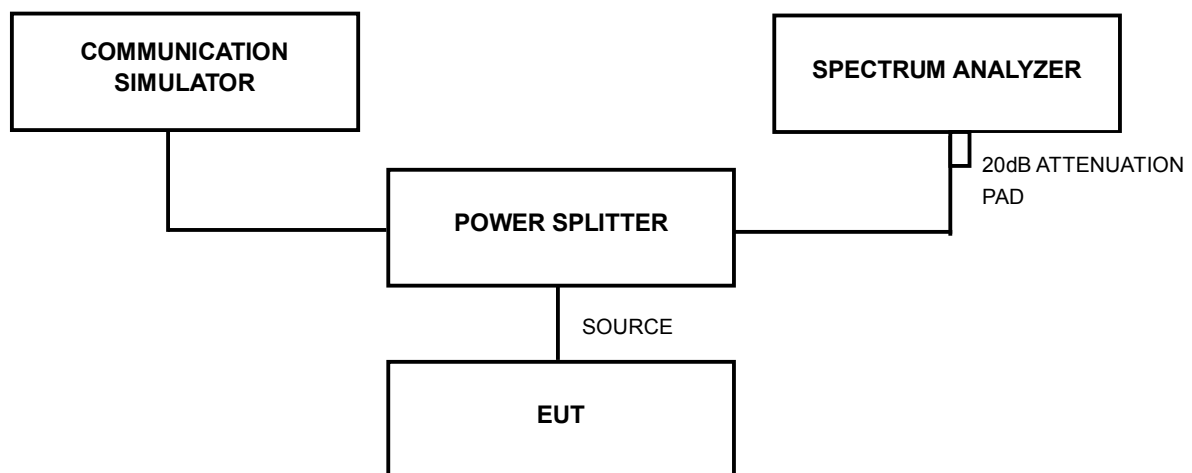 COMMUNICATION
SIMULATOR
SPECTRUM ANALYZER
20dB ATTENUATION
PAD
POWER SPLITTER
SOURCE
EUT